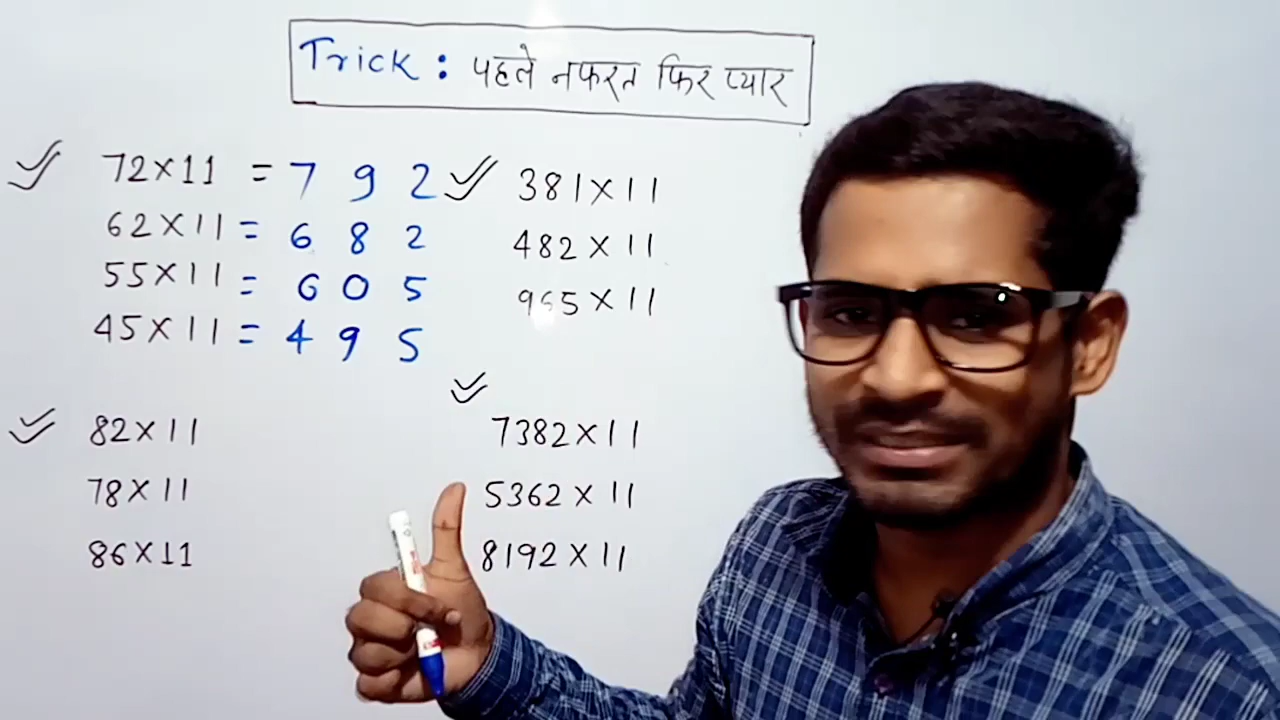 Trick : पहले नफरत फिर प्यार
72×11 = 7 9 2
62×11 = 6 8 2
55×11 = 6 0 5
45×11 = 4 9 5
82×11
78×11
86×11
381×11
482×11
965×11
7382×11
5362×11
8192×11